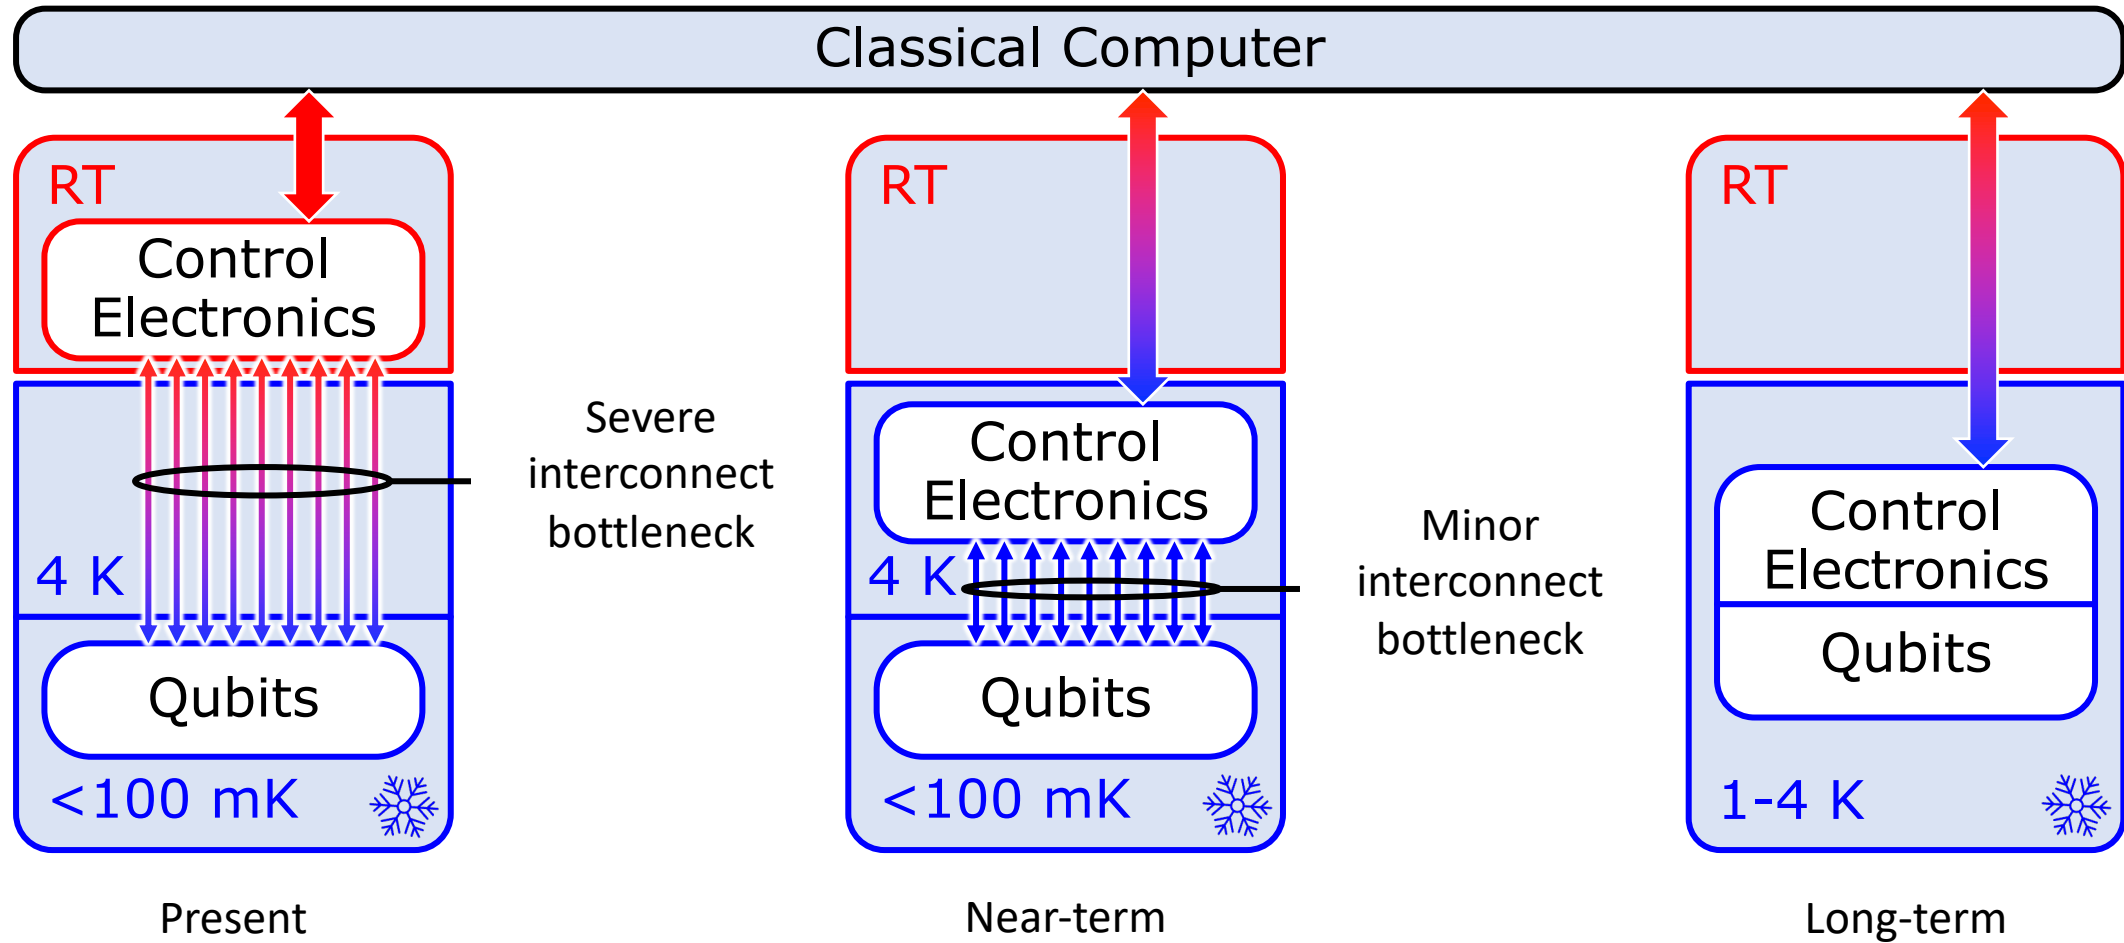 Classical Computer
RT
Control
Electronics
4 K
Qubits
<100 mK
Present
Severe
interconnect
bottleneck
RT
Control
Electronics
4 K
Qubits
<100 mK
Near-term
Minor
interconnect
bottleneck
RT
Control
Electronics
Qubits
1-4 K
Long-term